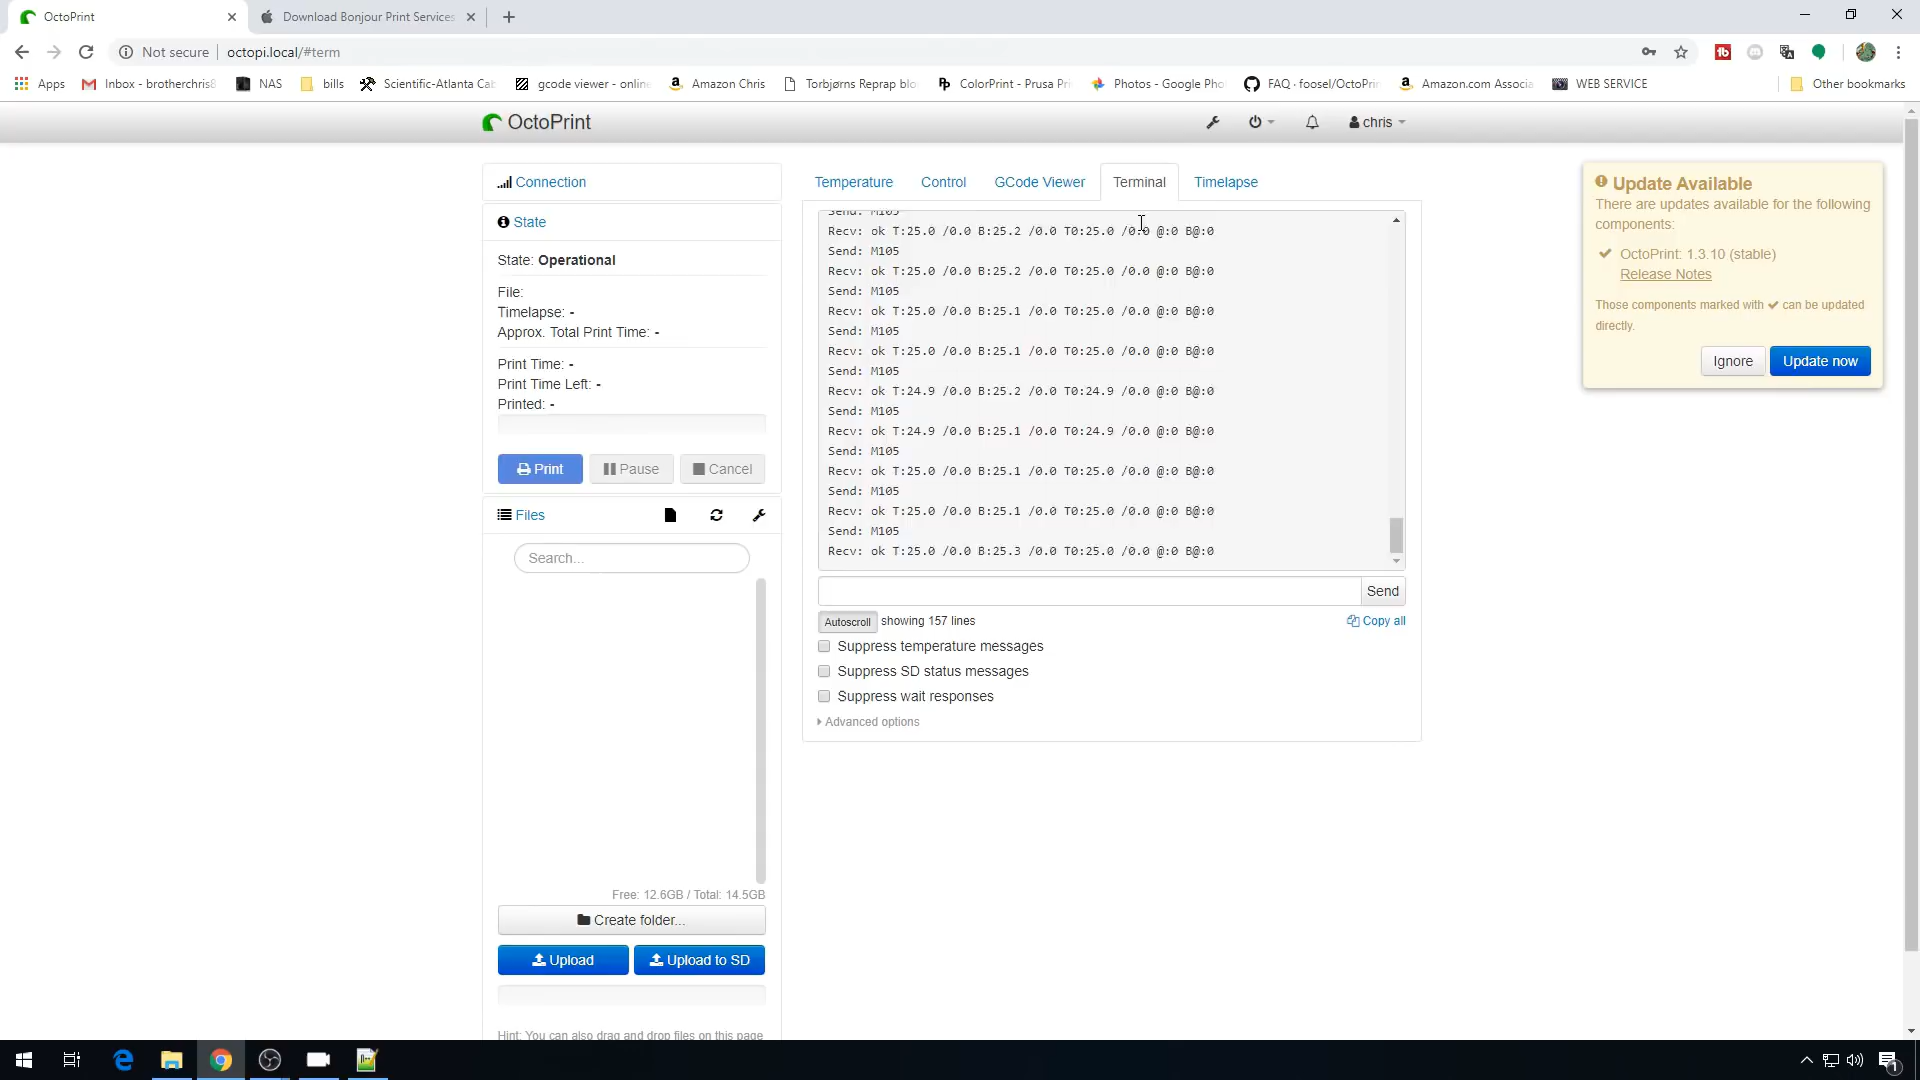 OctoPrint
Download Bonjour Print Services
Not secure
octopi.local/#term
Apps
Inbox - brotherchris8
NAS
bills
Scientific-Atlanta Cab
gcode viewer - online
Amazon Chris
Torbjørns Reprap blo
ColorPrint - Prusa Pri
Photos - Google Pho
FAQ · foosel/OctoPrin
Amazon.com Associa
WEB SERVICE
Other bookmarks
OctoPrint
chris
Connection
State
State: Operational
File:
Timelapse: -
Approx. Total Print Time: -
Print Time: -
Print Time Left: -
Printed: -
Print
Pause
Cancel
Files
Search...
Free: 12.6GB / Total: 14.5GB
Create folder...
Upload
Upload to SD
Hint: You can also drag and drop files on this page
Temperature
Control
GCode Viewer
Terminal
Timelapse
Send: M105
Recv: ok T:25.0 /0.0 B:25.2 /0.0 T0:25.0 /0.0 @:0 B@:0
Send: M105
Recv: ok T:25.0 /0.0 B:25.2 /0.0 T0:25.0 /0.0 @:0 B@:0
Send: M105
Recv: ok T:25.0 /0.0 B:25.1 /0.0 T0:25.0 /0.0 @:0 B@:0
Send: M105
Recv: ok T:25.0 /0.0 B:25.1 /0.0 T0:25.0 /0.0 @:0 B@:0
Send: M105
Recv: ok T:24.9 /0.0 B:25.2 /0.0 T0:24.9 /0.0 @:0 B@:0
Send: M105
Recv: ok T:24.9 /0.0 B:25.1 /0.0 T0:24.9 /0.0 @:0 B@:0
Send: M105
Recv: ok T:25.0 /0.0 B:25.1 /0.0 T0:25.0 /0.0 @:0 B@:0
Send: M105
Recv: ok T:25.0 /0.0 B:25.1 /0.0 T0:25.0 /0.0 @:0 B@:0
Send: M105
Recv: ok T:25.0 /0.0 B:25.3 /0.0 T0:25.0 /0.0 @:0 B@:0
Send
Autoscroll
showing 157 lines
Copy all
Suppress temperature messages
Suppress SD status messages
Suppress wait responses
Advanced options
Update Available
There are updates available for the following
components:
OctoPrint: 1.3.10 (stable)
Release Notes
Those components marked with ✔ can be updated
directly.
Ignore
Update now
1